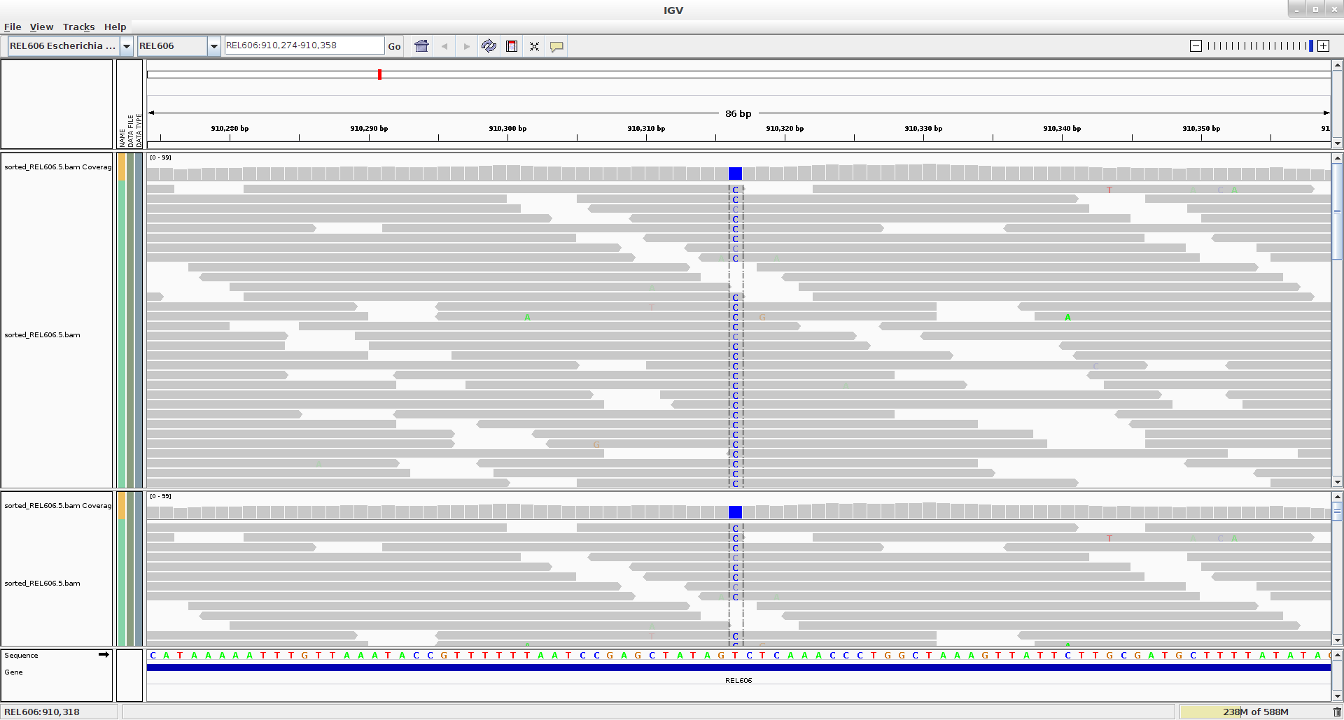 IGV
File View Tracks Help
REL606 Escherichia ... REL606 REL606:910,274-910,358 Go
86 bp
910,280 bp 910,290 bp 910,300 bp 910,310 bp 910,320 bp 910,330 bp 910,340 bp 910,350 bp 91
NAME
DATA FILE
DATA TYPE
[0 - 99]
sorted_REL606.5.bam Coverag
C T C A
C
C
C
C
C
C
C
C
T C
A C G A
C
C
C
C
C C
C
C
C
C
C
C
C
G C
C
C
C
C
sorted_REL606.5.bam
[0 - 99]
sorted_REL606.5.bam Coverag
C
C T C A
C
C
C
C
C
C
T C
sorted_REL606.5.bam
Sequence C A T A A A A A T T T G T T A A A T A C C G T T T T T T A A T C C G A G C T A T A G T C T C A A A C C C T G G C T A A A G T T A T T C T T G C G A T G C T T T T A T A T A G
Gene
REL606
REL606:910,318 238M of 588M